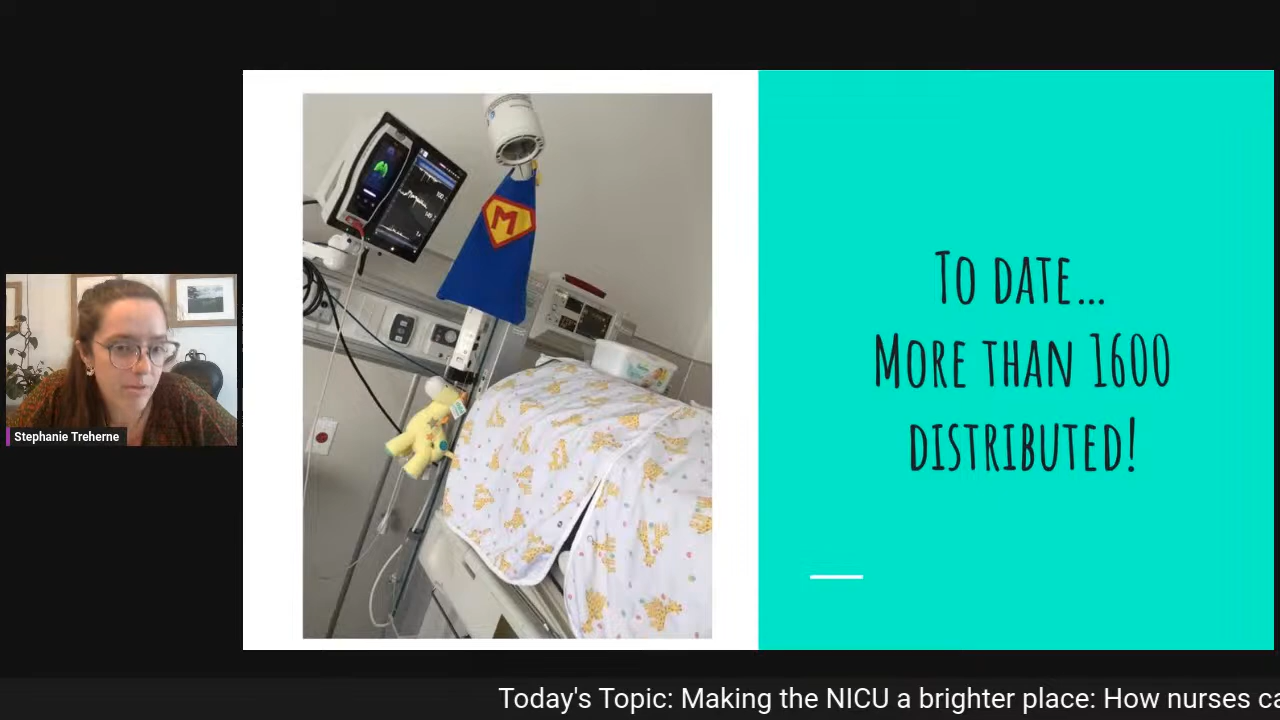 M
To date...
More than 1600
distributed!
Stephanie Treherne
Today's Topic: Making the NICU a brighter place: How nurses ca